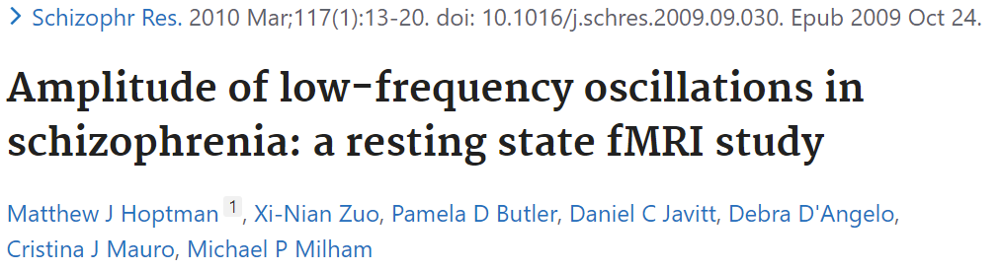 > Schizophr Res. 2010 Mar;117(1):13-20. doi: 10.1016/j.schres.2009.09.030. Epub 2009 Oct 24.
Amplitude of low-frequency oscillations in
schizophrenia: a resting state fMRI study
Matthew J Hoptman 1, Xi-Nian Zuo, Pamela D Butler, Daniel C Javitt, Debra D'Angelo,
Cristina J Mauro, Michael P Milham